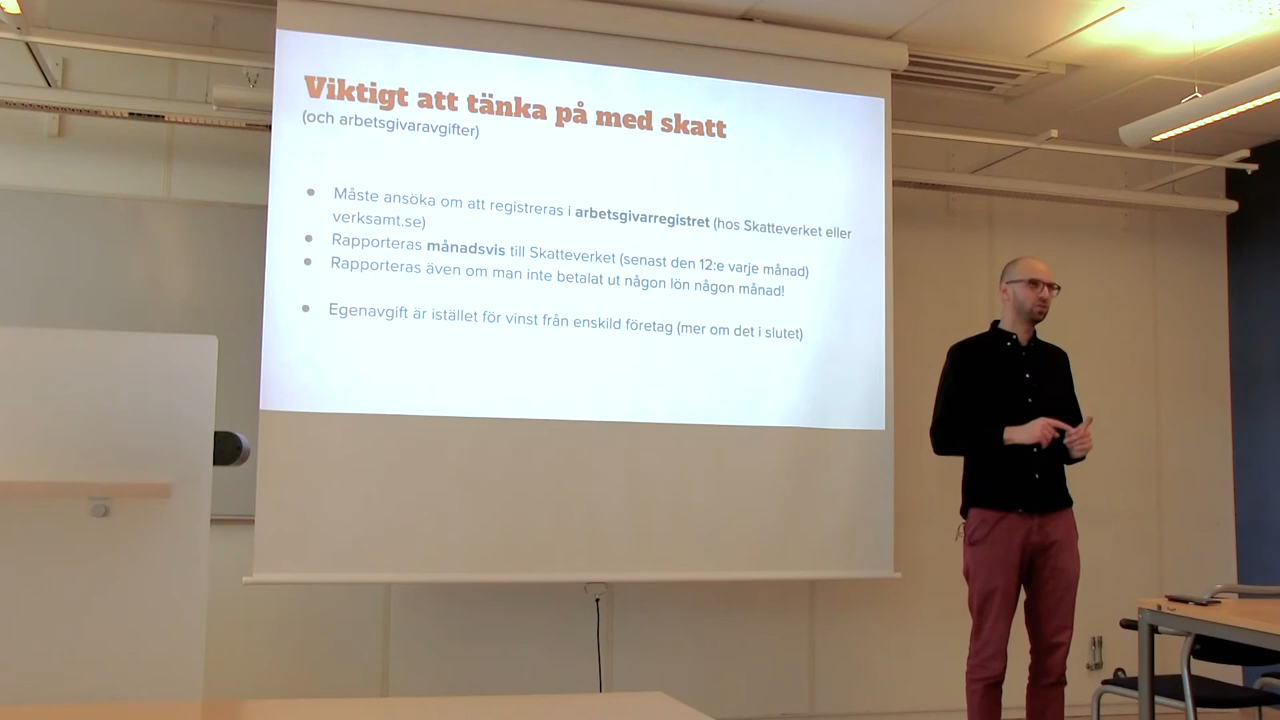 Viktigt att tänka på med skatt
(och arbetsgivaravgifter)
● Måste ansöka om att registreras i arbetsgivarregistret (hos Skatteverket eller
verksamt.se)
● Rapporteras månadsvis till Skatteverket (senast den 12:e varje månad)
● Rapporteras även om man inte betalat ut någon lön någon månad!
● Egenavgift är istället för vinst från enskild företag (mer om det i slutet)